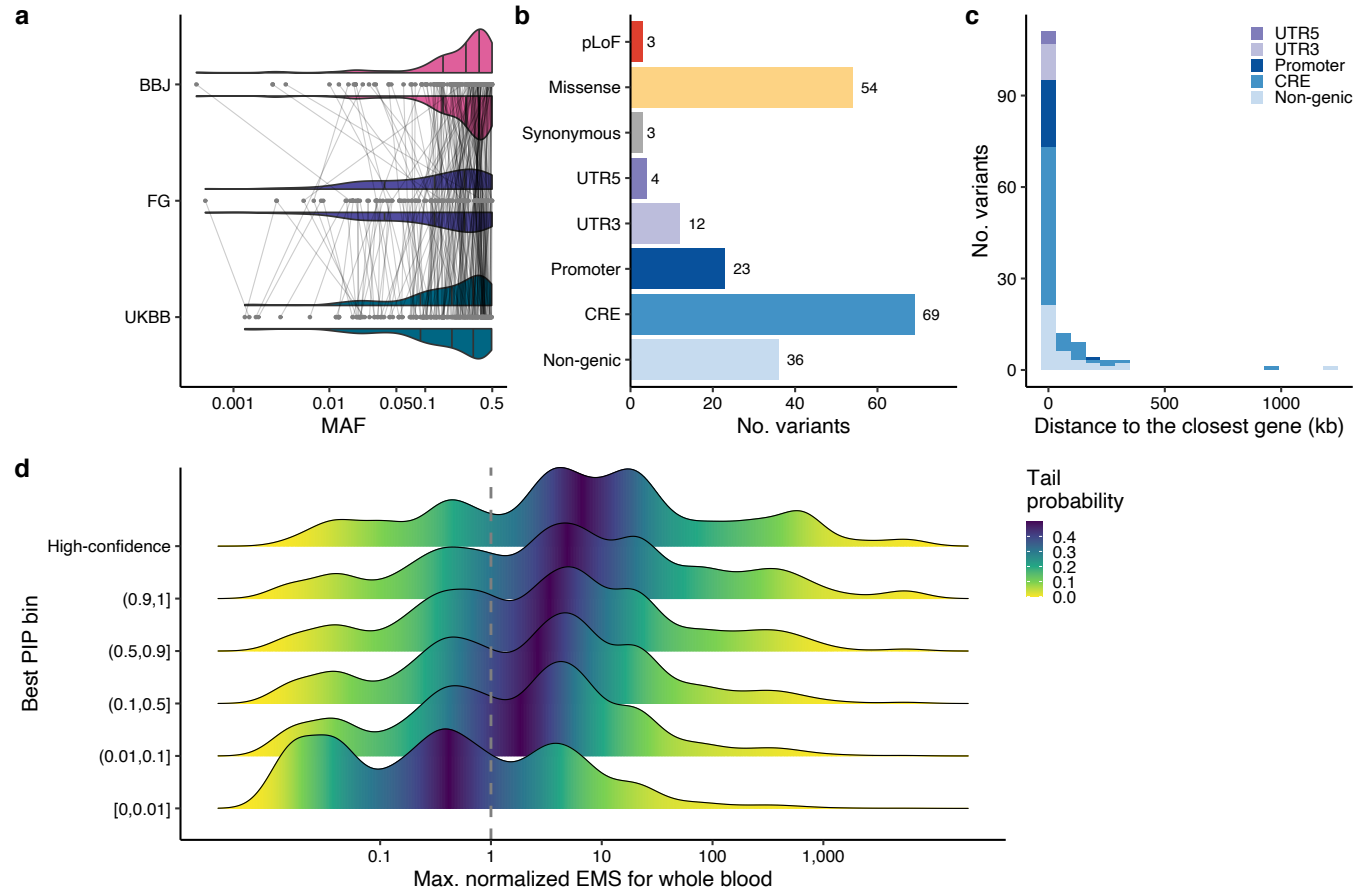 a
BBJ
FG
UKBB
0.001
0.01
0.050.1
0.5
MAF
b
pLoF
Missense
Synonymous
UTR5
UTR3
Promoter
CRE
Non-genic
3
54
3
4
12
23
69
36
0
20
40
60
No. variants
c
UTR5
UTR3
Promoter
CRE
Non-genic
No. variants
90
60
30
0
0
500
1000
Distance to the closest gene (kb)
d
Best PIP bin
High-confidence
(0.9,1]
(0.5,0.9]
(0.1,0.5]
(0.01,0.1]
[0,0.01]
0.1
1
10
100
1,000
Max. normalized EMS for whole blood
Tail
probability
0.4
0.3
0.2
0.1
0.0